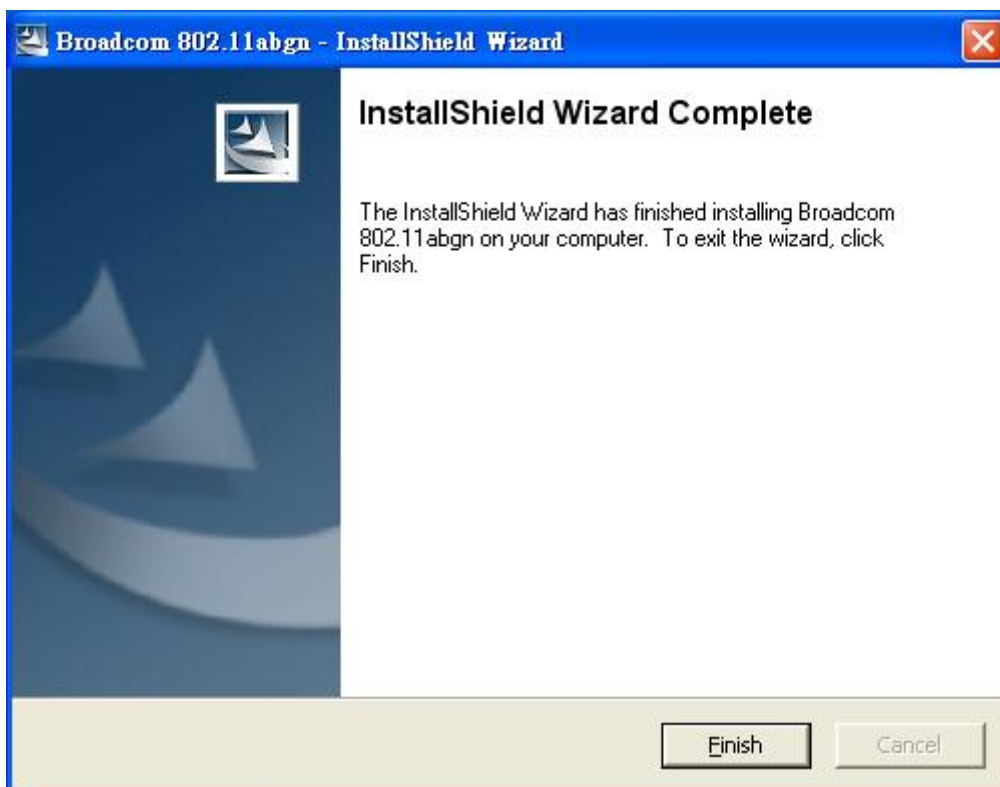 Broadcom 802.11abgn - InstallShield Wizard
InstallShield Wizard Complete
The InstallShield Wizard has finished installing Broadcom
802.11abgn on your computer.  To exit the wizard, click
Finish.
Finish
Cancel